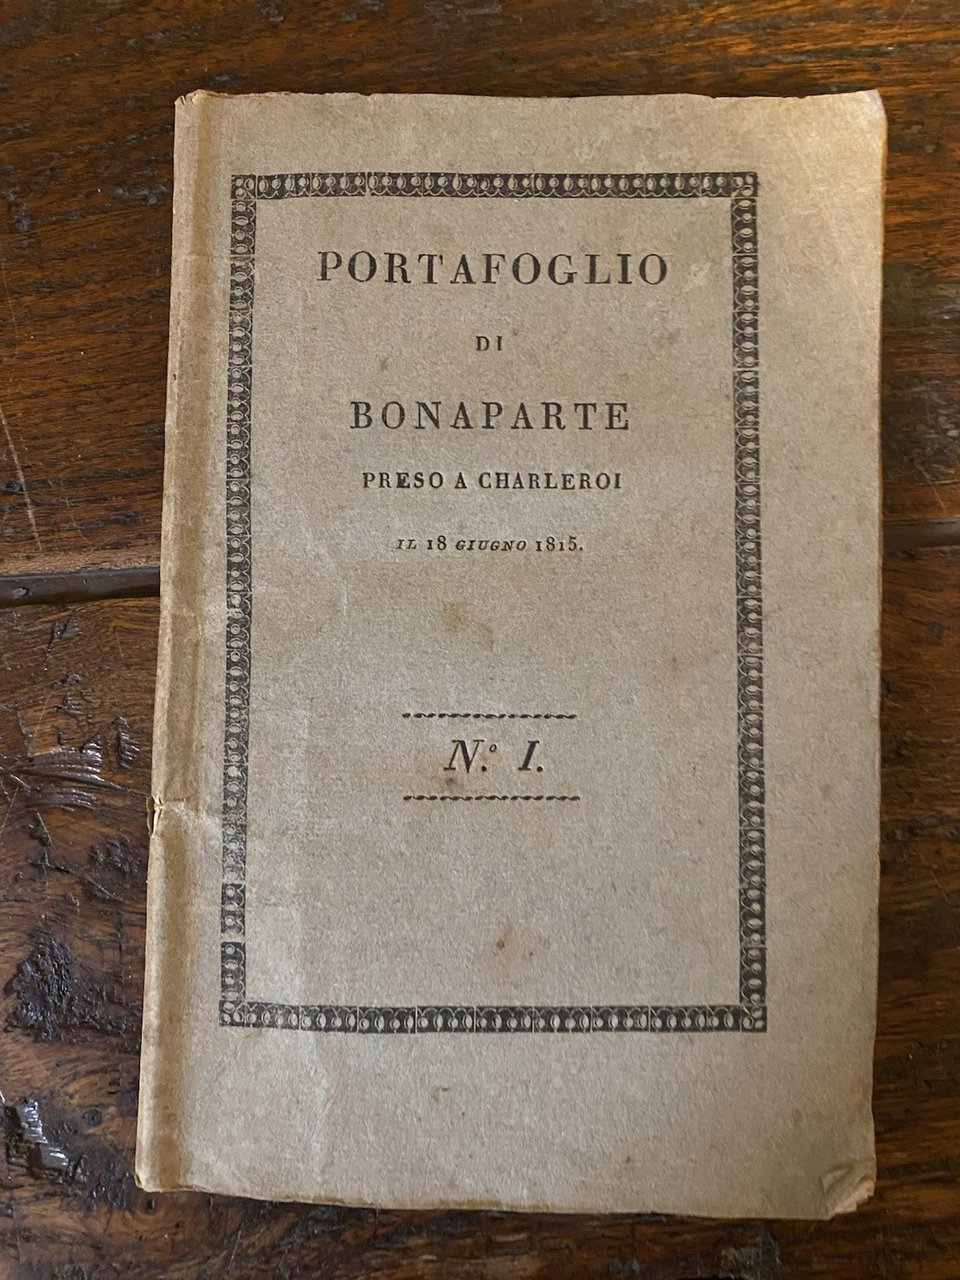 PORTAFOGLIO
DI
BONAPARTE
PRESO A CHARLEROI
IL 18 GIUGNO 1815.
N.º I.